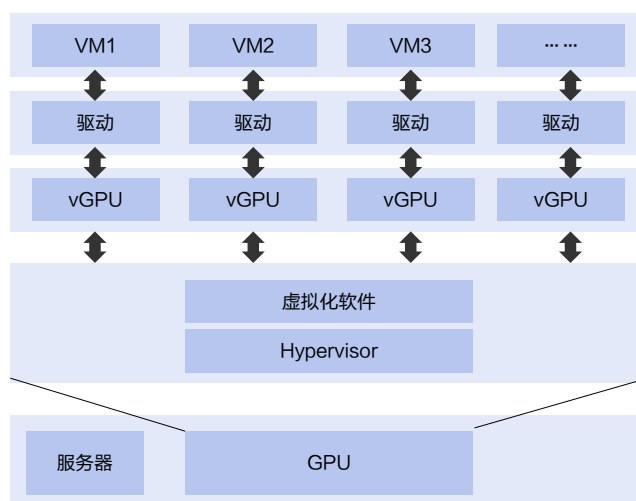 VM1 VM2 VM3 ……
驱动 驱动 驱动 驱动
vGPU vGPU vGPU vGPU
虚拟化软件
Hypervisor
服务器 GPU